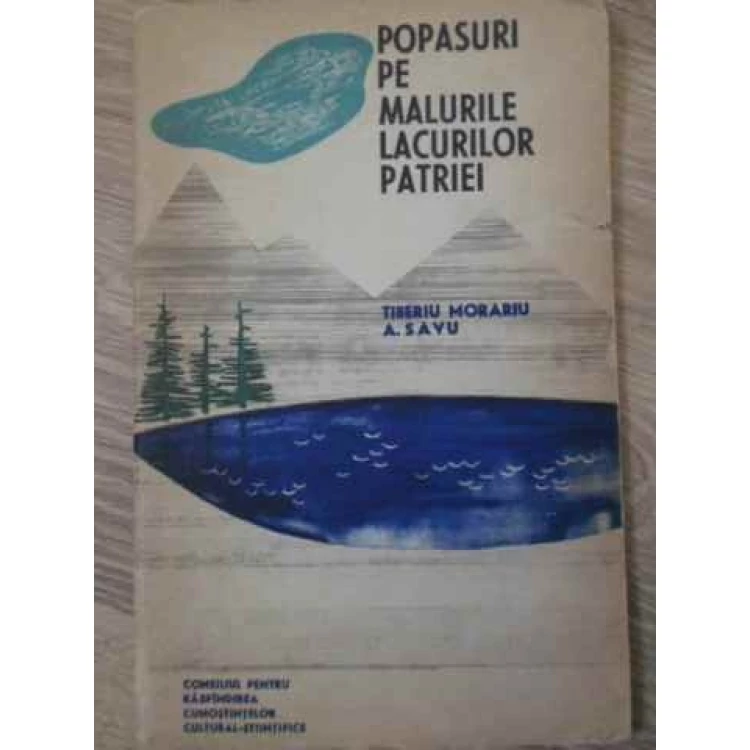 POPASURI
PE
MALURILE
LACURILOR
PATRIEI
TIBERIU MORARIU
A. SAVU
CONSILIUL PENTRU
RĂSPÎNDIREA
CUNOȘTINȚELOR
CULTURAL-ȘTIINȚIFICE